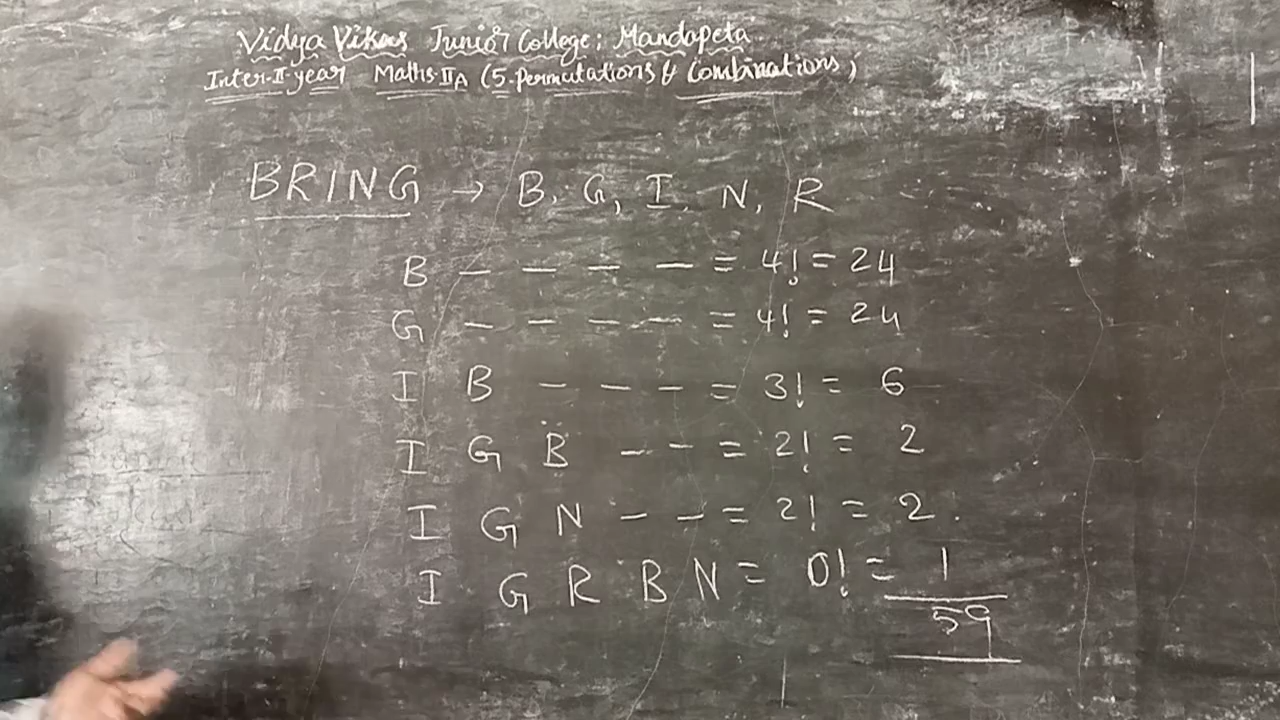 Vidya Vikas Junior College; Mandapeta.
Inter-II-year Maths-IIA (5. Permutations & Combinations)
BRING → B, G, I, N, R
B — — — — = 4! = 24
G — — — — = 4! = 24
I B — — — = 3! = 6
I G B — — = 2! = 2
I G N — — = 2! = 2.
I G R B N = 0! = 1
59